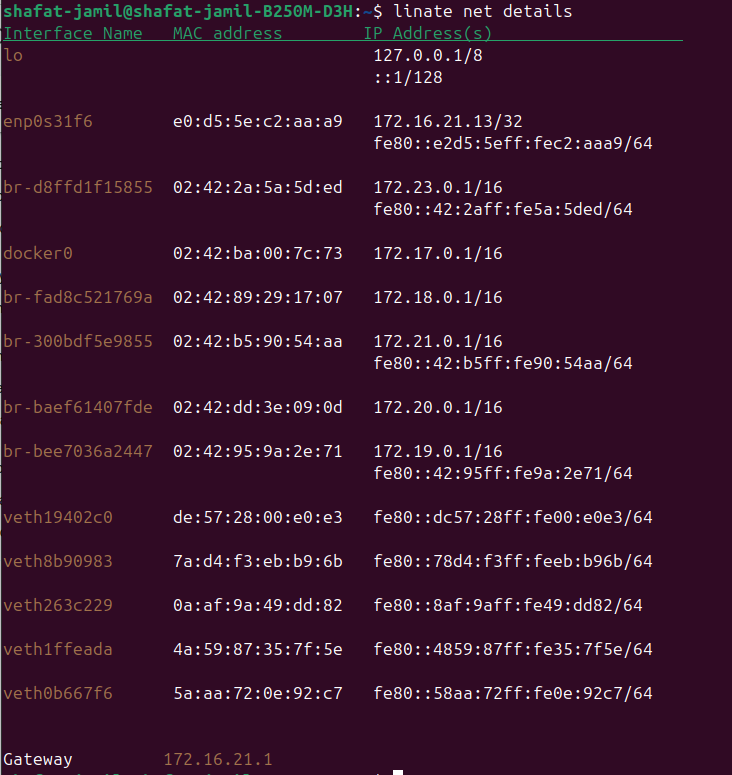 shafat-jamil@shafat-jamil-B250M-D3H:~$ linate net details
Interface Name MAC address IP Address(s)
lo 127.0.0.1/8
::1/128
enp0s31f6 e0:d5:5e:c2:aa:a9 172.16.21.13/32
fe80::e2d5:5eff:fec2:aaa9/64
br-d8ffd1f15855 02:42:2a:5a:5d:ed 172.23.0.1/16
fe80::42:2aff:fe5a:5ded/64
docker0 02:42:ba:00:7c:73 172.17.0.1/16
br-fad8c521769a 02:42:89:29:17:07 172.18.0.1/16
br-300bdf5e9855 02:42:b5:90:54:aa 172.21.0.1/16
fe80::42:b5ff:fe90:54aa/64
br-baef61407fde 02:42:dd:3e:09:0d 172.20.0.1/16
br-bee7036a2447 02:42:95:9a:2e:71 172.19.0.1/16
fe80::42:95ff:fe9a:2e71/64
veth19402c0 de:57:28:00:e0:e3 fe80::dc57:28ff:fe00:e0e3/64
veth8b90983 7a:d4:f3:eb:b9:6b fe80::78d4:f3ff:feeb:b96b/64
veth263c229 0a:af:9a:49:dd:82 fe80::8af:9aff:fe49:dd82/64
veth1ffeada 4a:59:87:35:7f:5e fe80::4859:87ff:fe35:7f5e/64
veth0b667f6 5a:aa:72:0e:92:c7 fe80::58aa:72ff:fe0e:92c7/64
Gateway 172.16.21.1